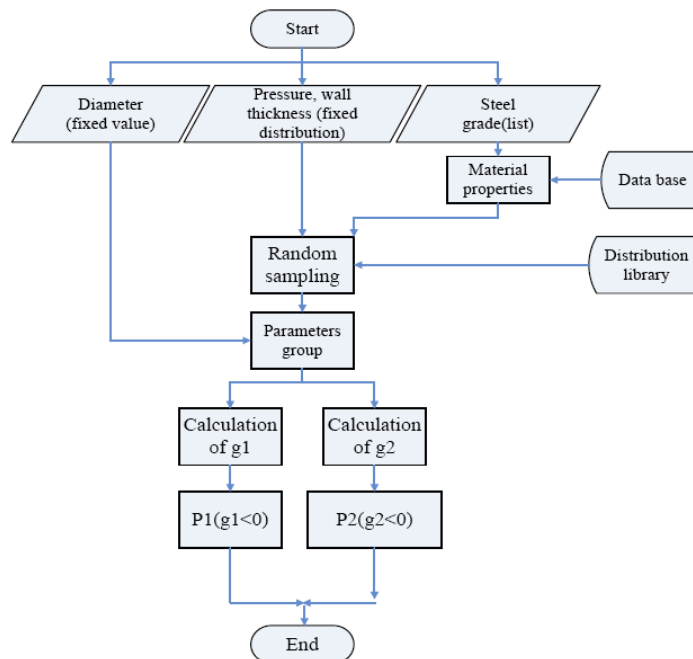 Start
Diameter
(fixed value)
Pressure, wall
thickness (fixed
distribution)
Steel
grade(list)
Material
properties
Data base
Random
sampling
Distribution
library
Parameters
group
Calculation
of g1
Calculation
of g2
P1(g1<0)
P2(g2<0)
End